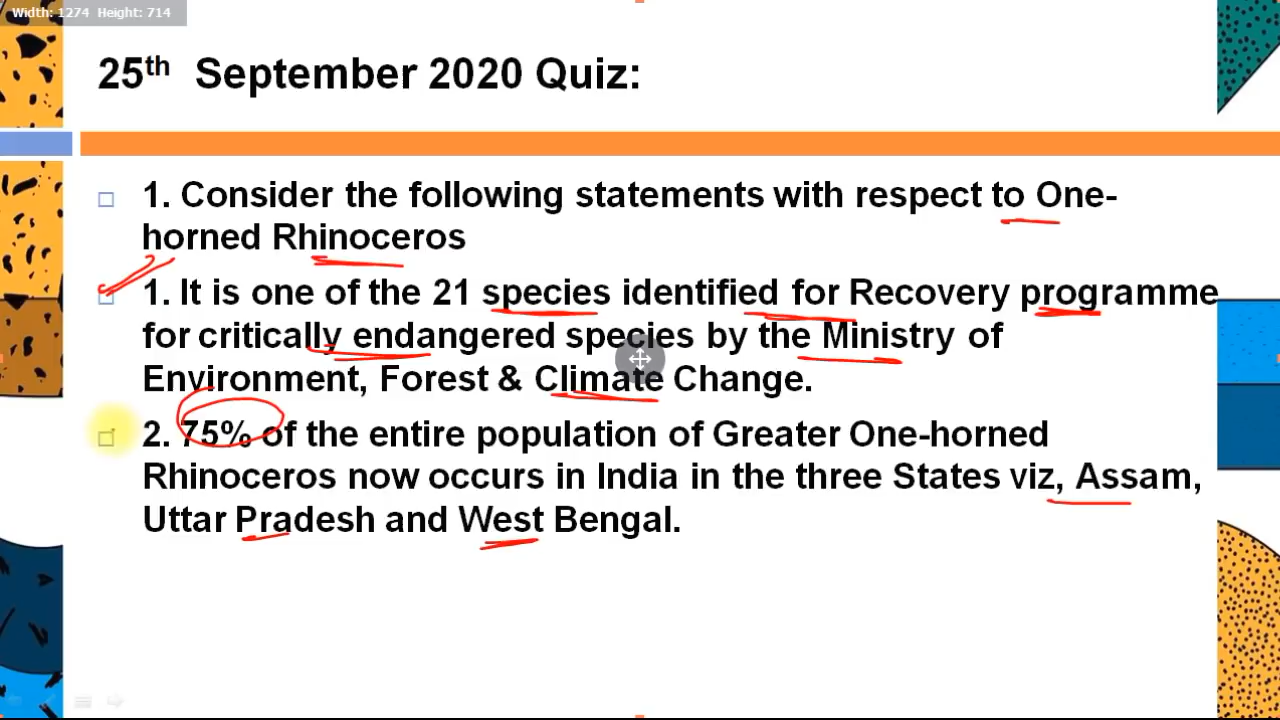 Width: 1274 Height: 714
25th September 2020 Quiz:
1. Consider the following statements with respect to One-
horned Rhinoceros
1. It is one of the 21 species identified for Recovery programme
for critically endangered species by the Ministry of
Environment, Forest & Climate Change.
2. 75% of the entire population of Greater One-horned
Rhinoceros now occurs in India in the three States viz, Assam,
Uttar Pradesh and West Bengal.